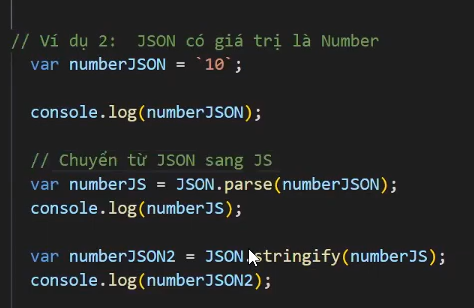 // Ví dụ 2:  JSON có giá trị là Number
var numberJSON = `10`;
console.log(numberJSON);
// Chuyển từ JSON sang JS
var numberJS = JSON.parse(numberJSON);
console.log(numberJS);
var numberJSON2 = JSON.stringify(numberJS);
console.log(numberJSON2);